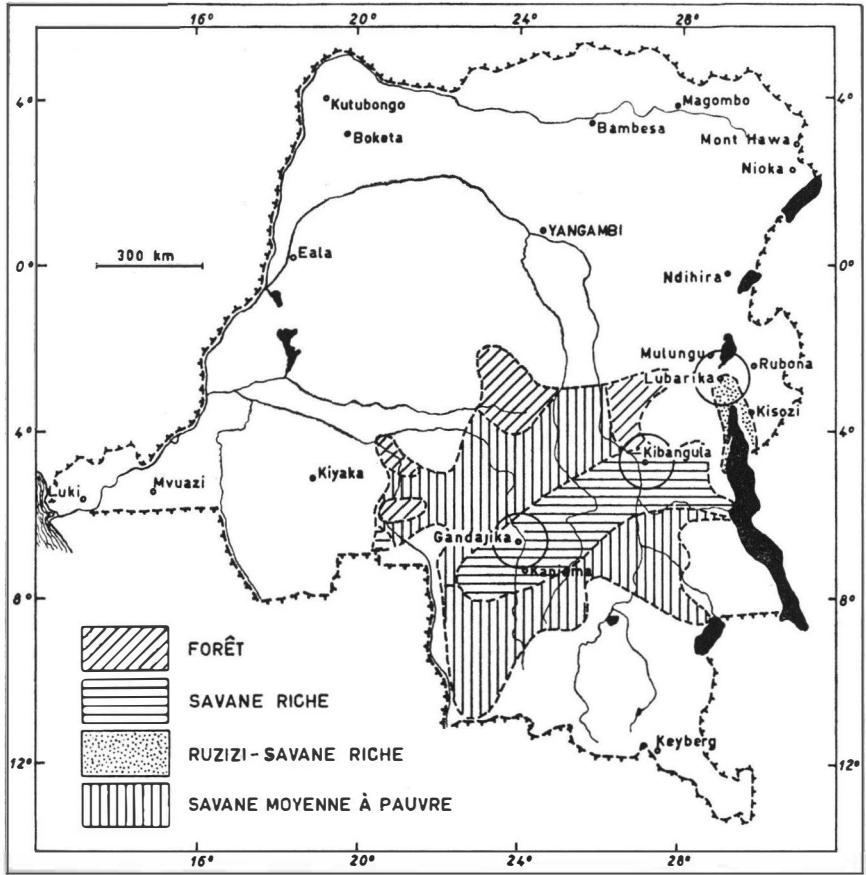 16° 20° 24° 28°
4° 4°
Kutubongo
Magombo
Boketa
Bambesa
Mont Hawa
Nioka
YANGAMBI
300 km
Eala
0° 0°
Ndihira
Mulungu
Rubona
Lubarika
Kisozi
4° 4°
Kibangula
Kiyaka
Luki
Mvuazi
Gandajika
Kaniama
8° 8°
FORÊT
SAVANE RICHE
Keyberg
RUZIZI-SAVANE RICHE
12° 12°
SAVANE MOYENNE À PAUVRE
16° 20° 24° 28°